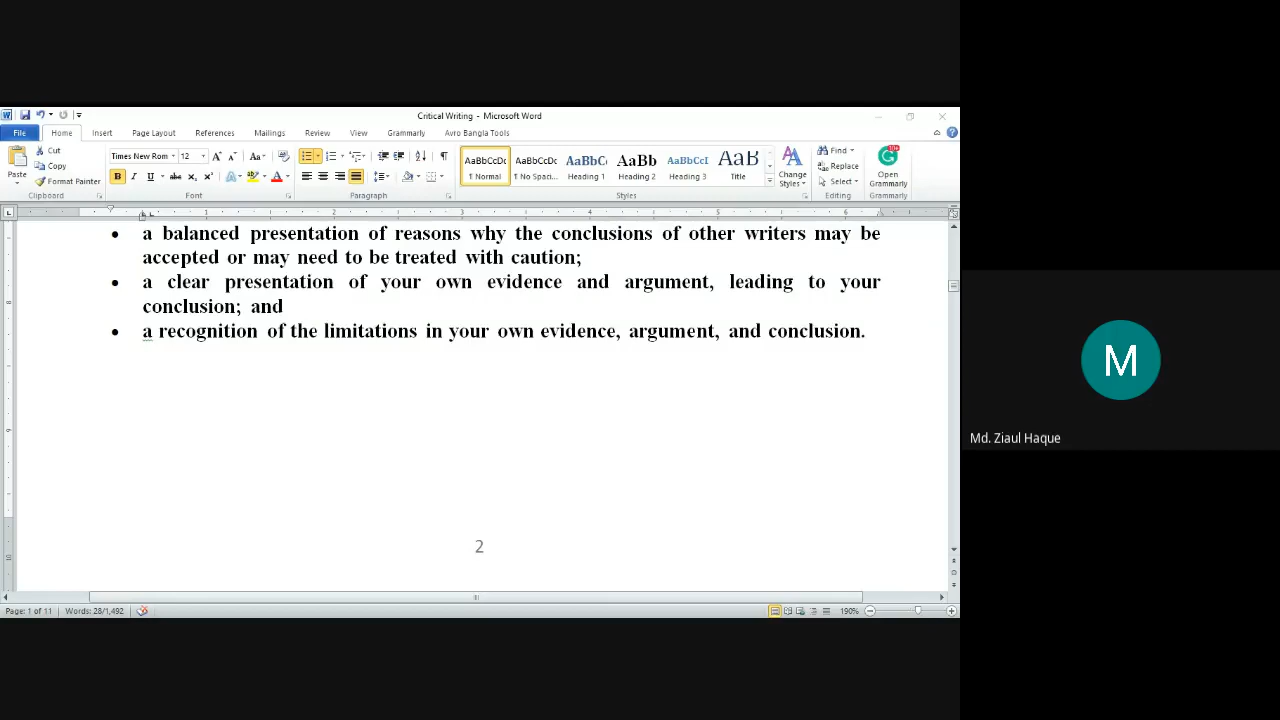 Critical Writing - Microsoft Word
File Home Insert Page Layout References Mailings Review View Grammarly Avro Bangla Tools
Cut
Copy
Format Painter
Paste
Clipboard
Times New Rom 12
Font
Paragraph
AaBbCcDc AaBbCcDc AaBbC AaBb AaBbCcI AaB
1 Normal 1 No Spac... Heading 1 Heading 2 Heading 3 Title
Styles
Change
Styles
Find
Replace
Select
Editing
Open
Grammarly
Grammarly
• a balanced presentation of reasons why the conclusions of other writers may be
accepted or may need to be treated with caution;
• a clear presentation of your own evidence and argument, leading to your
conclusion; and
• a recognition of the limitations in your own evidence, argument, and conclusion.
2
Page: 1 of 11 Words: 28/1,492 190%
M
Md. Ziaul Haque